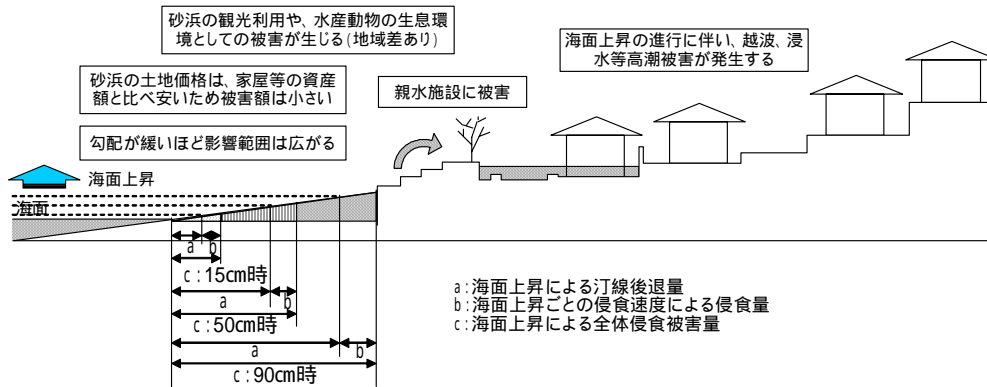 砂浜の観光利用や、水産動物の生息環
境としての被害が生じる(地域差あり)
海面上昇の進行に伴い、越波、浸
水等高潮被害が発生する
砂浜の土地価格は、家屋等の資産
額と比べ安いため被害額は小さい
親水施設に被害
勾配が緩いほど影響範囲は広がる
海面上昇
海面
a b
c:15cm時
a b
c:50cm時
a b
c:90cm時
a:海面上昇による汀線後退量
b:海面上昇ごとの侵食速度による侵食量
c:海面上昇による全体侵食被害量